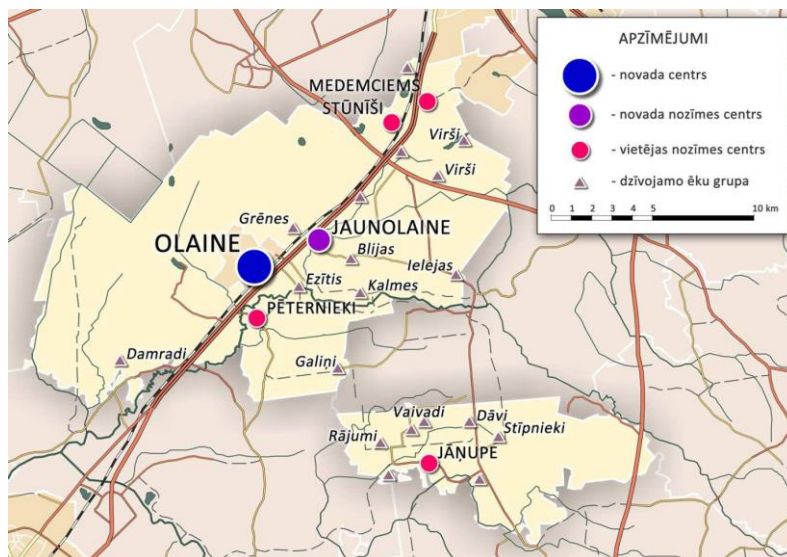 APZĪMĒJUMI
- novada centrs
- novada nozīmes centrs
- vietējas nozīmes centrs
- dzīvojamo ēku grupa
0 1 2 3 4 5 10 km
MEDEMCIEMS
STŪNĪŠI
Virši
Virši
Grēnes
JAUNOLAINE
OLAINE
Blijas
Ielejas
Ezītis
Kalmes
PĒTERNIEKI
Damradi
Galiņi
Vaivadi
Dāvi
Stīpnieki
Rājumi
JĀŅUPE